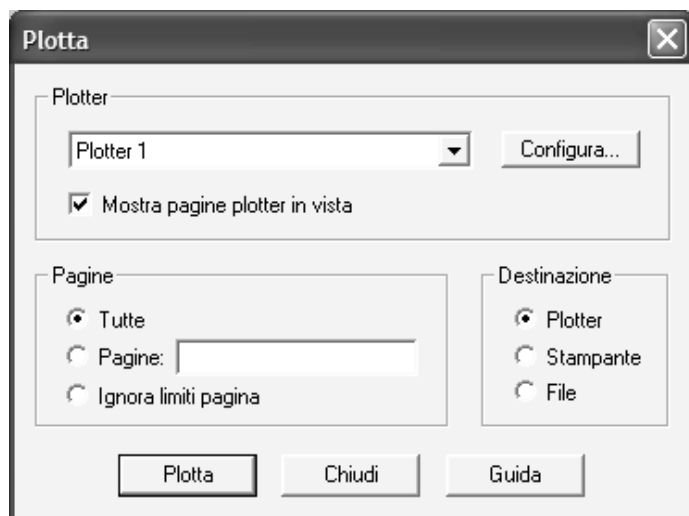 Plotta
Plotter
Plotter 1
Configura...
Mostra pagine plotter in vista
Pagine
Tutte
Pagine:
Ignora limiti pagina
Destinazione
Plotter
Stampante
File
Plotta
Chiudi
Guida